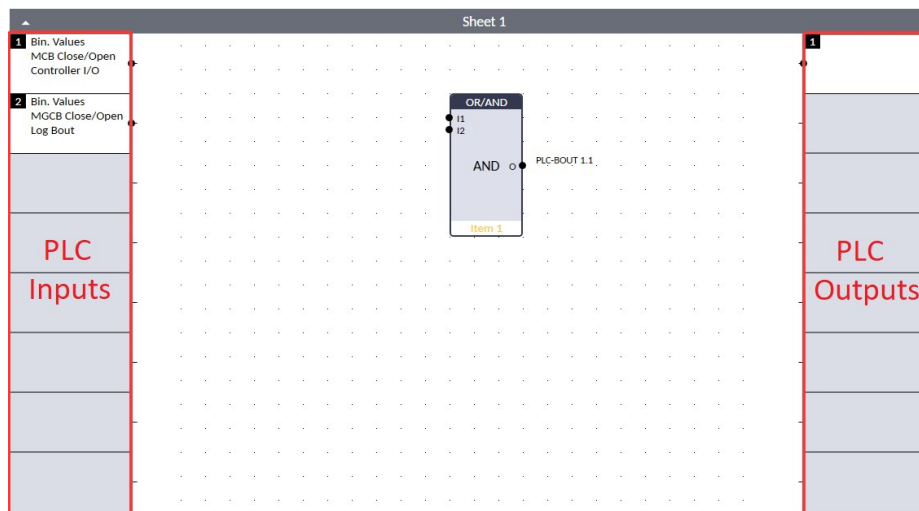 Sheet 1
1 Bin. Values
MCB Close/Open
Controller I/O
2 Bin. Values
MGCB Close/Open
Log Bout
PLC
Inputs
OR/AND
I1
I2
AND
O
PLC-BOUT 1.1
Item 1
1
PLC
Outputs